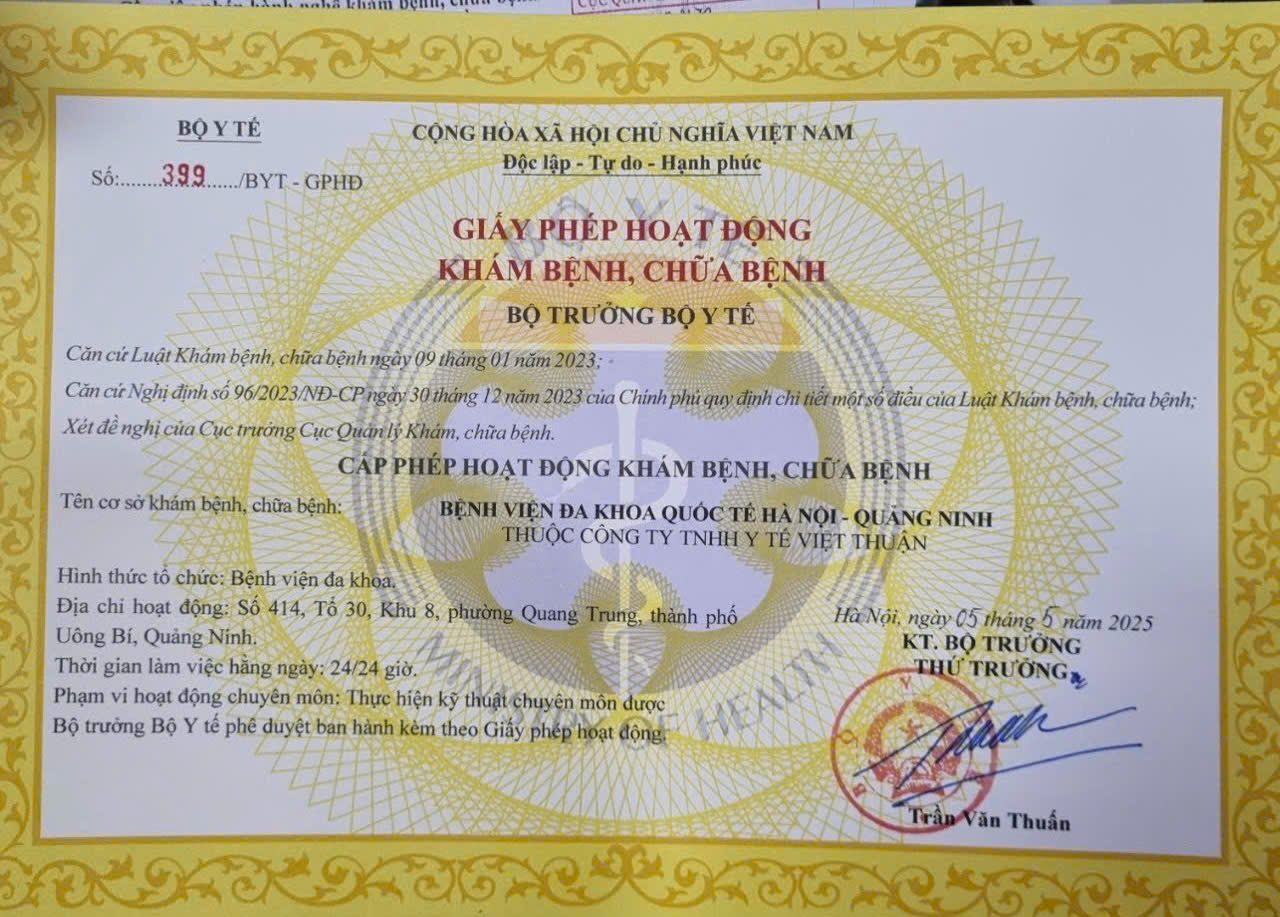 BỘ Y TẾ
Số:......399....../BYT - GPHĐ
CỘNG HÒA XÃ HỘI CHỦ NGHĨA VIỆT NAM
Độc lập - Tự do - Hạnh phúc
GIẤY PHÉP HOẠT ĐỘNG
KHÁM BỆNH, CHỮA BỆNH
BỘ TRƯỞNG BỘ Y TẾ
Căn cứ Luật Khám bệnh, chữa bệnh ngày 09 tháng 01 năm 2023;
Căn cứ Nghị định số 96/2023/NĐ-CP ngày 30 tháng 12 năm 2023 của Chính phủ quy định chi tiết một số điều của Luật Khám bệnh, chữa bệnh;
Xét đề nghị của Cục trưởng Cục Quản lý Khám, chữa bệnh.
CẤP PHÉP HOẠT ĐỘNG KHÁM BỆNH, CHỮA BỆNH
Tên cơ sở khám bệnh, chữa bệnh:
BỆNH VIỆN ĐA KHOA QUỐC TẾ HÀ NỘI - QUẢNG NINH
THUỘC CÔNG TY TNHH Y TẾ VIỆT THUẬN
Hình thức tổ chức: Bệnh viện đa khoa.
Địa chỉ hoạt động: Số 414, Tổ 30, Khu 8, phường Quang Trung, thành phố
Uông Bí, Quảng Ninh.
Thời gian làm việc hằng ngày: 24/24 giờ.
Phạm vi hoạt động chuyên môn: Thực hiện kỹ thuật chuyên môn được
Bộ trưởng Bộ Y tế phê duyệt ban hành kèm theo Giấy phép hoạt động.
Hà Nội, ngày 05 tháng 5 năm 2025
KT. BỘ TRƯỞNG
THỨ TRƯỞNG
BỘ Y TẾ
Trần Văn Thuấn
BỘ Y TẾ
MINISTRY OF HEALTH